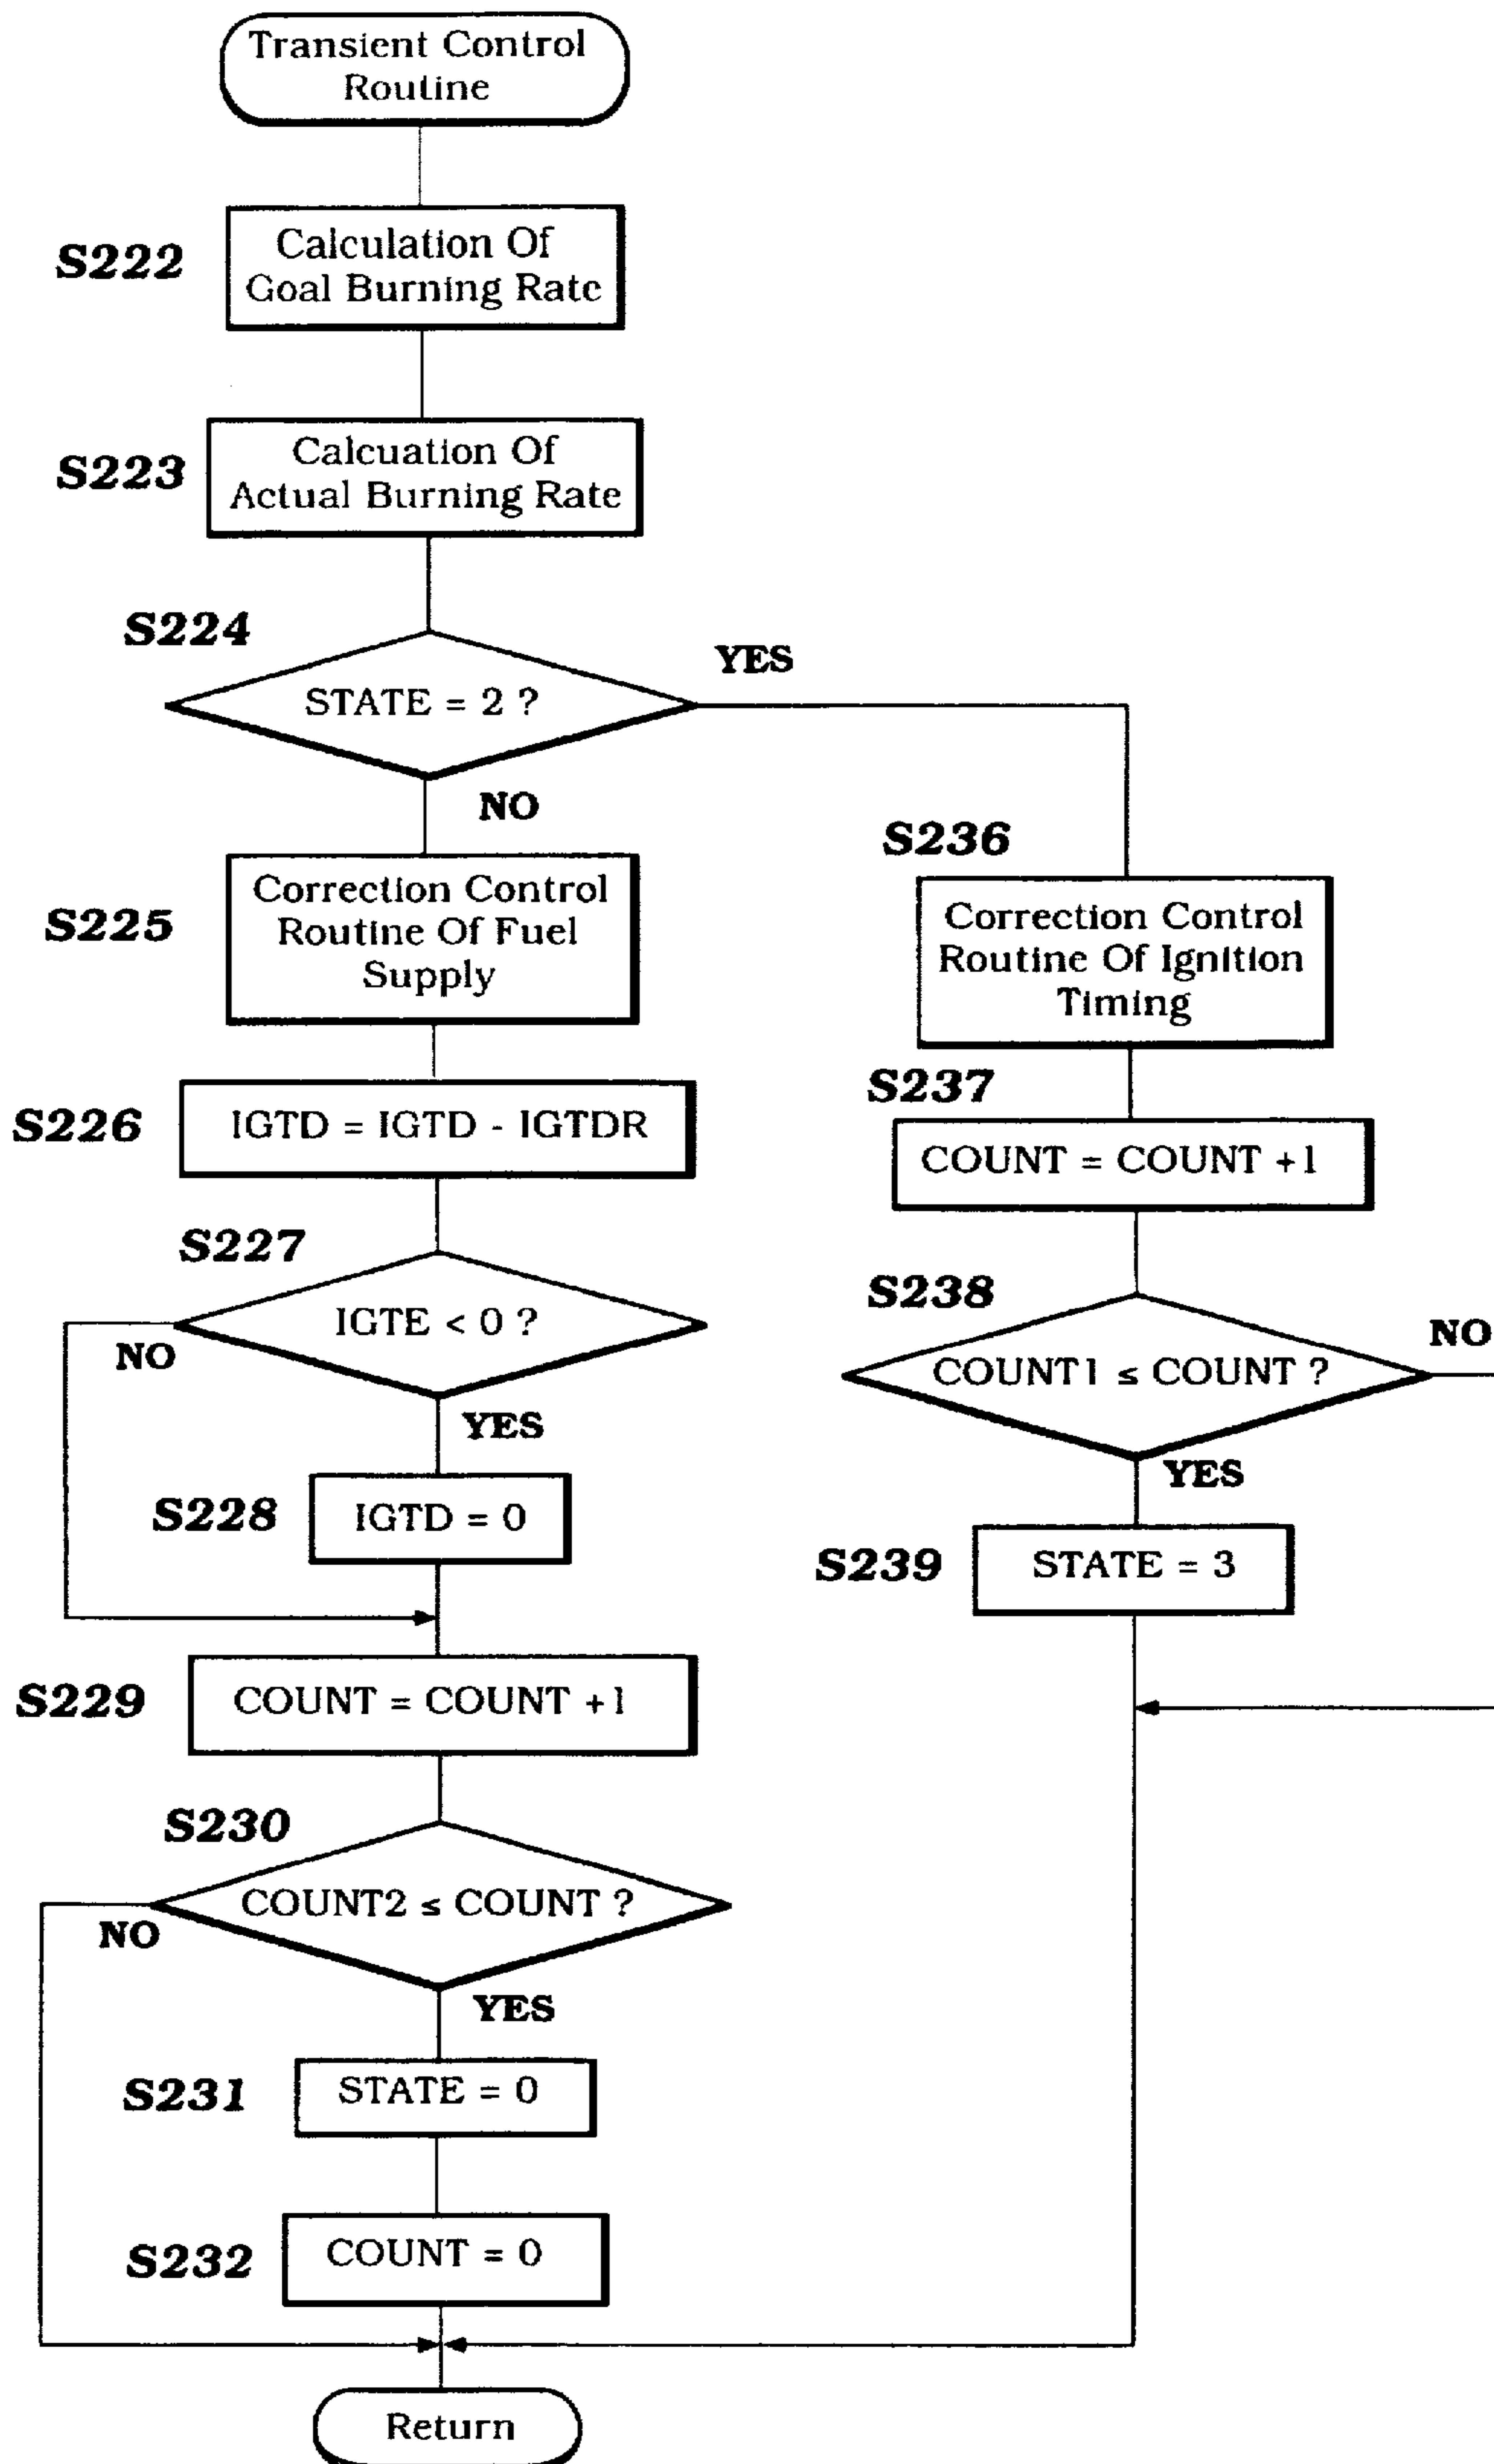 Transient Control
Routine
S222
Calculation Of
Goal Burning Rate
S223
Calcuation Of
Actual Burning Rate
S224
STATE = 2 ?
YES
NO
S225
Correction Control
Routine Of Fuel
Supply
S226
IGTD = IGTD - IGTDR
S227
IGTE < 0 ?
NO
YES
S228
IGTD = 0
S229
COUNT = COUNT +1
S230
COUNT2 ≤ COUNT ?
NO
YES
S231
STATE = 0
S232
COUNT = 0
S236
Correction Control
Routine Of Ignition
Timing
S237
COUNT = COUNT +1
S238
COUNT1 ≤ COUNT ?
NO
YES
S239
STATE = 3
Return